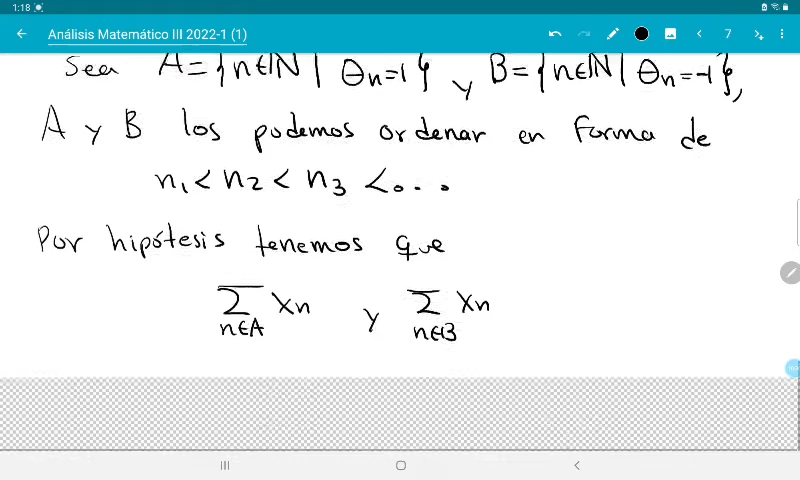 1:18
Análisis Matemático III 2022-1 (1)
7
Sea A={n∈ℕ| θn=1} y B={n∈ℕ| θn=-1},
A y B los podemos ordenar en forma de
n₁ < n₂ < n₃ <...
Por hipótesis tenemos que
∑ Xn y ∑ Xn
n∈A n∈B